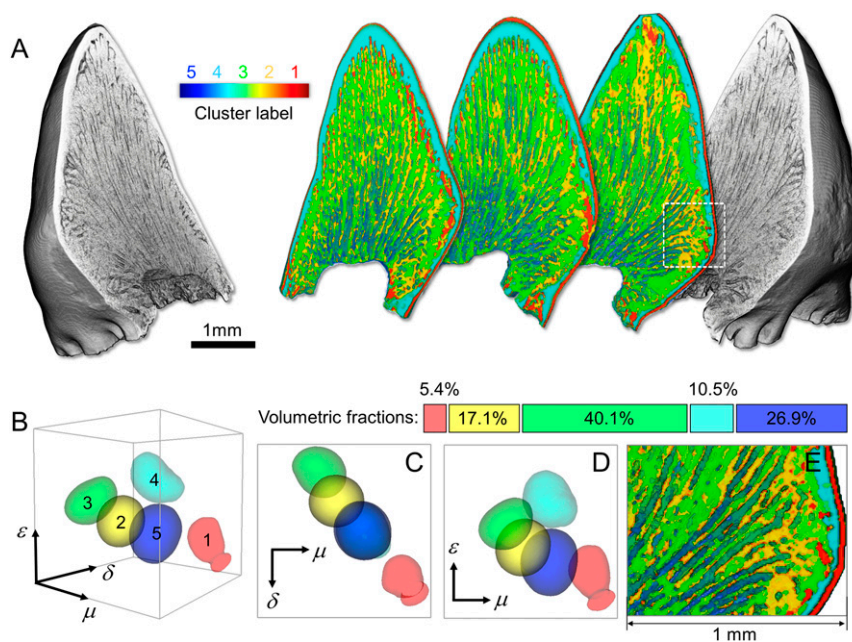 A
5 4 3 2 1
Cluster label
1mm
5.4%
10.5%
Volumetric fractions:
17.1%
40.1%
26.9%
B
4
3
2
5
1
ε
δ
μ
C
μ
δ
D
ε
μ
E
1 mm